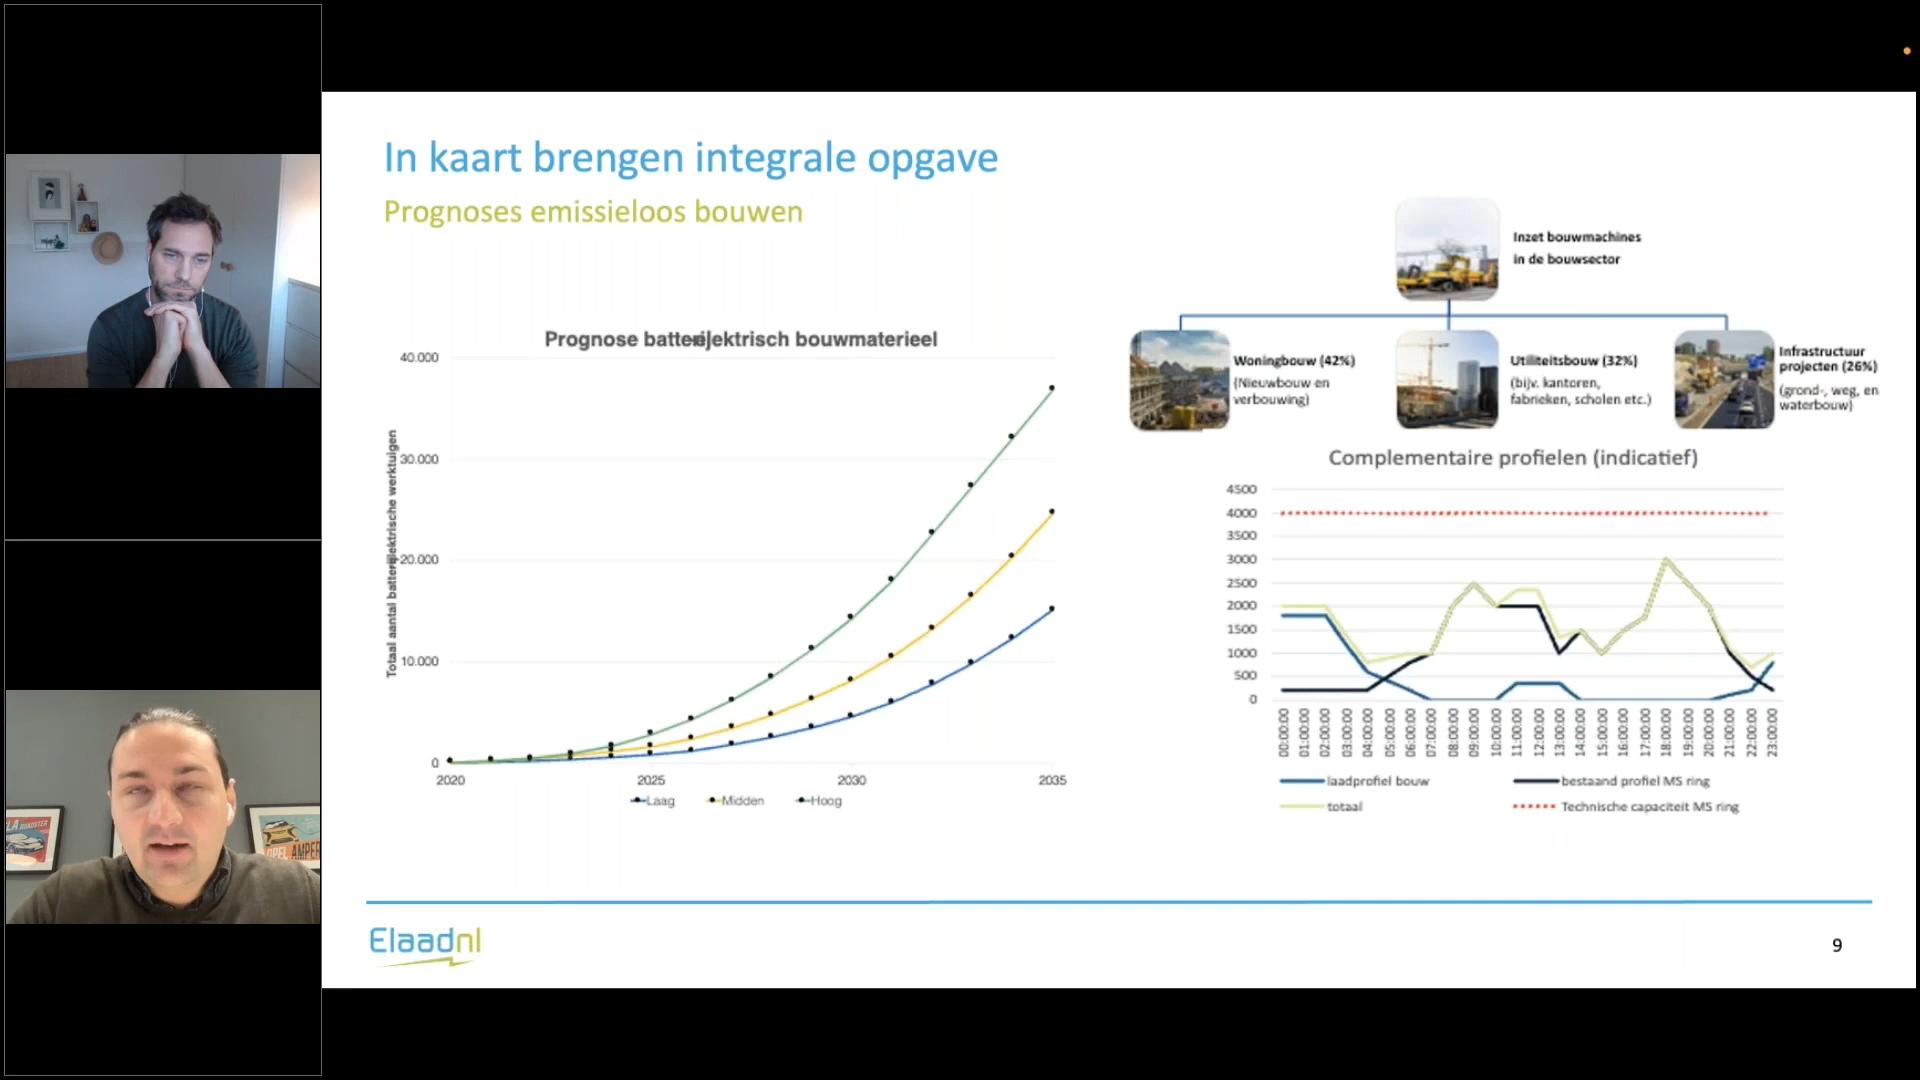 In kaart brengen integrale opgave
Prognoses emissieloos bouwen
Inzet bouwmachines
in de bouwsector
Woningbouw (42%)
(Nieuwbouw en
verbouwing)
Utiliteitsbouw (32%)
(bijv. kantoren,
fabrieken, scholen etc.)
Infrastructuur
projecten (26%)
(grond-, weg, en
waterbouw)
Prognose batterijelektrisch bouwmaterieel
Totaal aantal batterijelektrische werktuigen
40.000
30.000
20.000
10.000
0
2020 2025 2030 2035
Laag Midden Hoog
Complementaire profielen (indicatief)
4500
4000
3500
3000
2500
2000
1500
1000
500
0
00:00:00 01:00:00 02:00:00 03:00:00 04:00:00 05:00:00 06:00:00 07:00:00 08:00:00 09:00:00 10:00:00 11:00:00 12:00:00 13:00:00 14:00:00 15:00:00 16:00:00 17:00:00 18:00:00 19:00:00 20:00:00 21:00:00 22:00:00 23:00:00
laadprofiel bouw bestaand profiel MS ring
totaal Technische capaciteit MS ring
Elaadnl
9
ROADSTER
OPEL AMPER